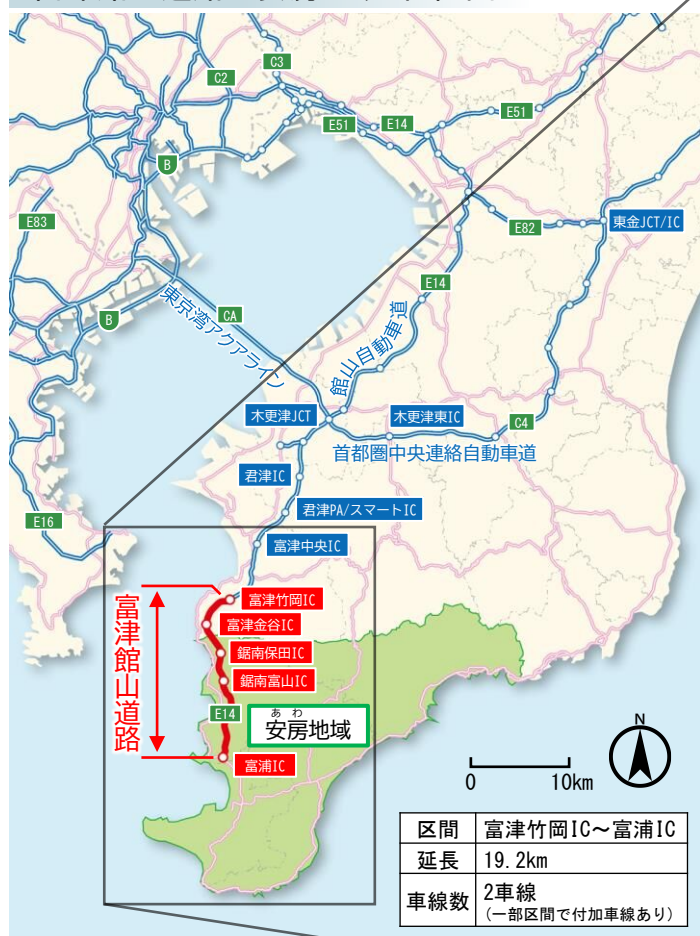 C3
C2
E51
E14
E51
B
E83
E82
東金JCT/IC
E14
CA
B
東京湾アクアライン
館山自動車道
木更津JCT
木更津東IC
C4
首都圏中央連絡自動車道
君津IC
君津PA/スマートIC
E16
富津中央IC
富津館山道路
富津竹岡IC
富津金谷IC
鋸南保田IC
鋸南富山IC
E14
あわ
安房地域
富浦IC
N
0 10km
区間 富津竹岡IC～富浦IC
延長 19.2km
車線数 2車線
(一部区間で付加車線あり)